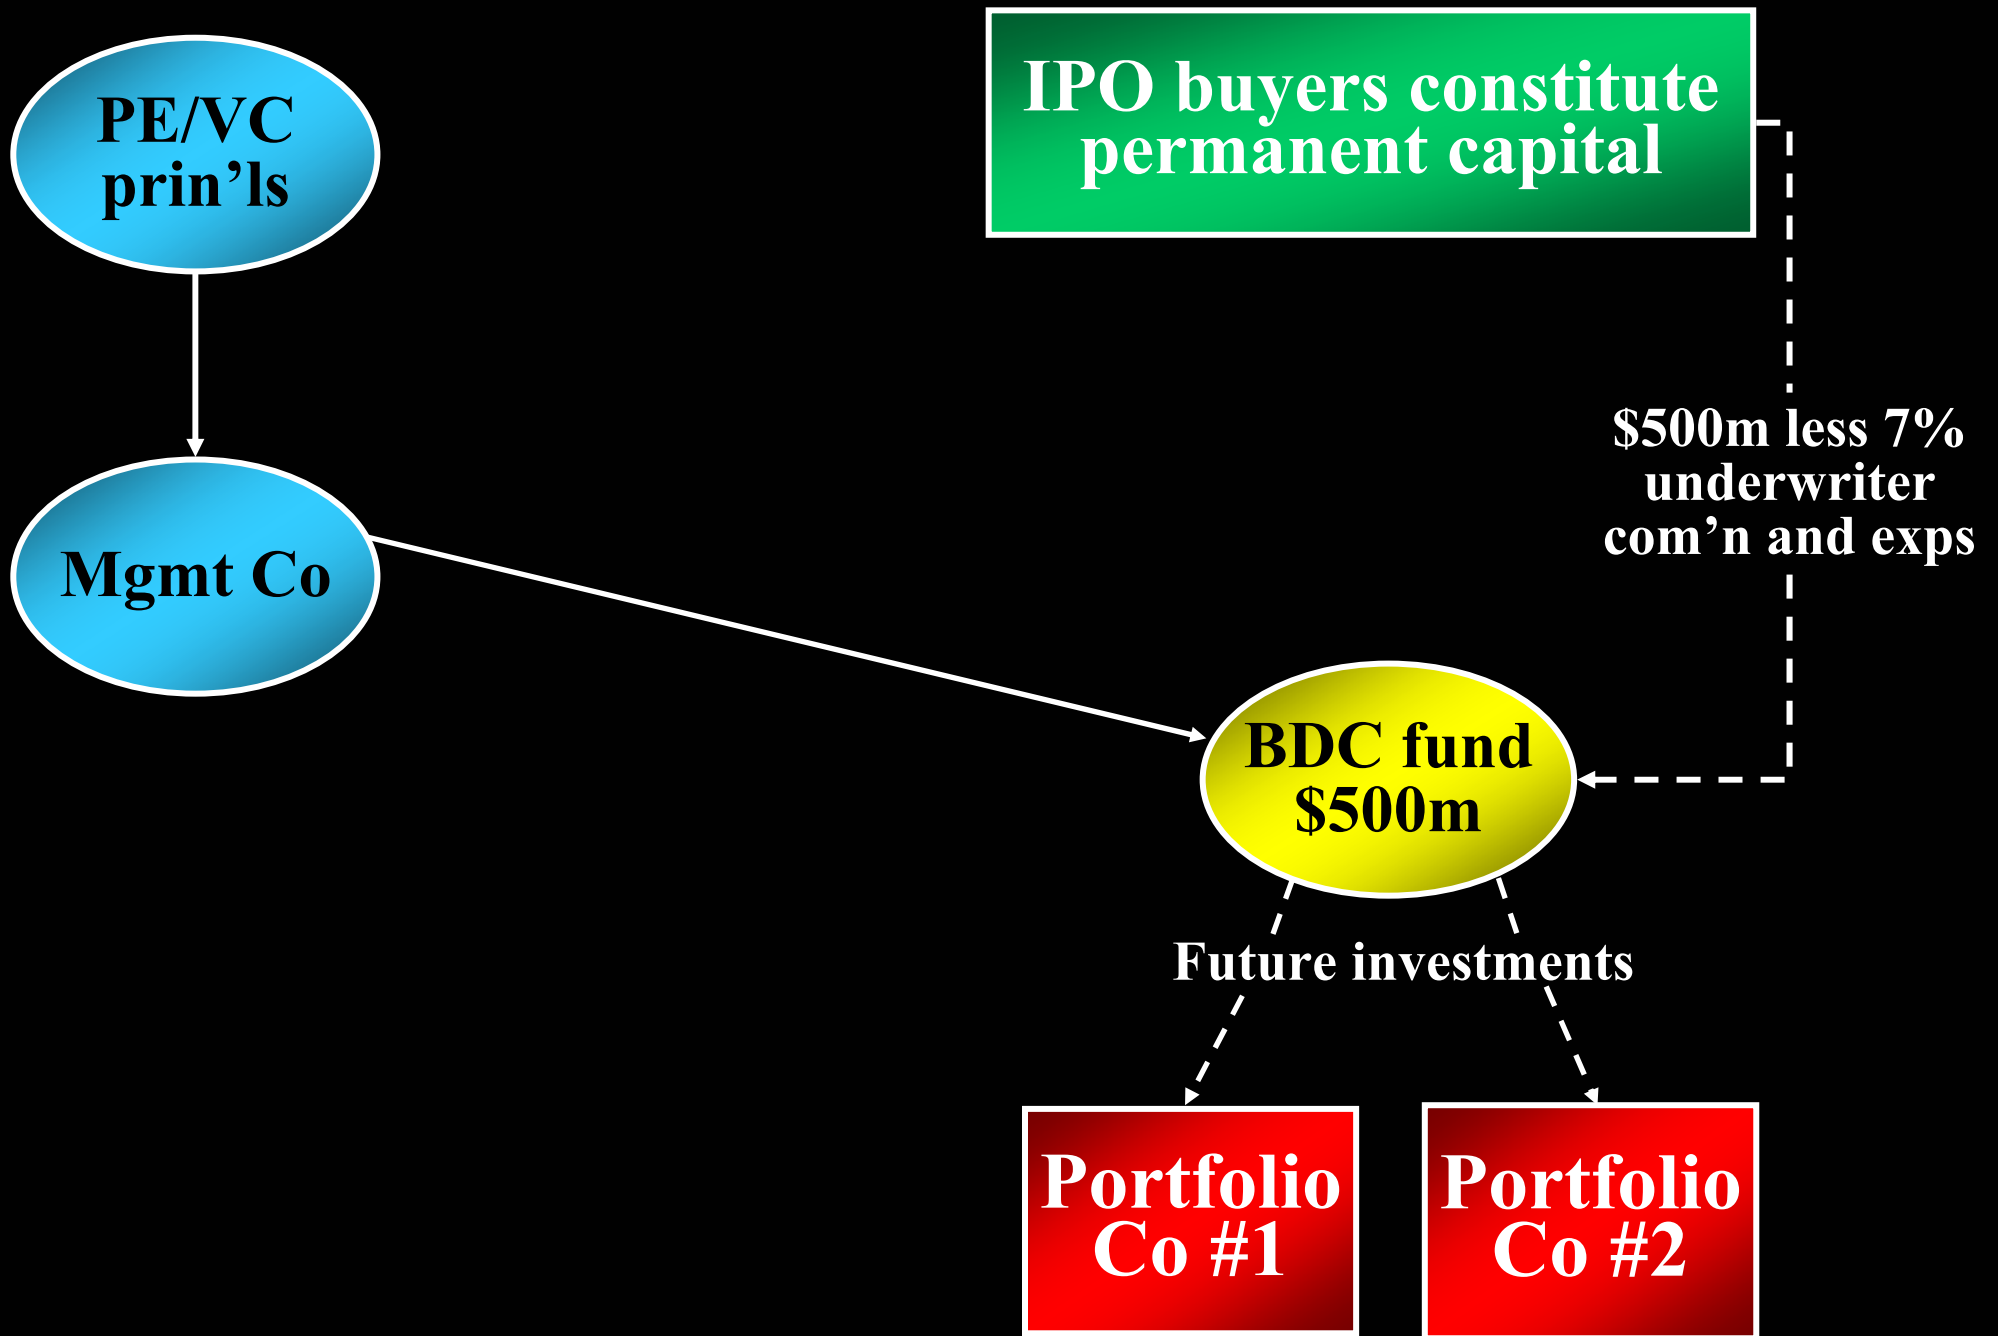 PE/VC
prin’ls
IPO buyers constitute
permanent capital
$500m less 7%
underwriter
com’n and exps
Mgmt Co
BDC fund
$500m
Future investments
Portfolio
Co #1
Portfolio
Co #2